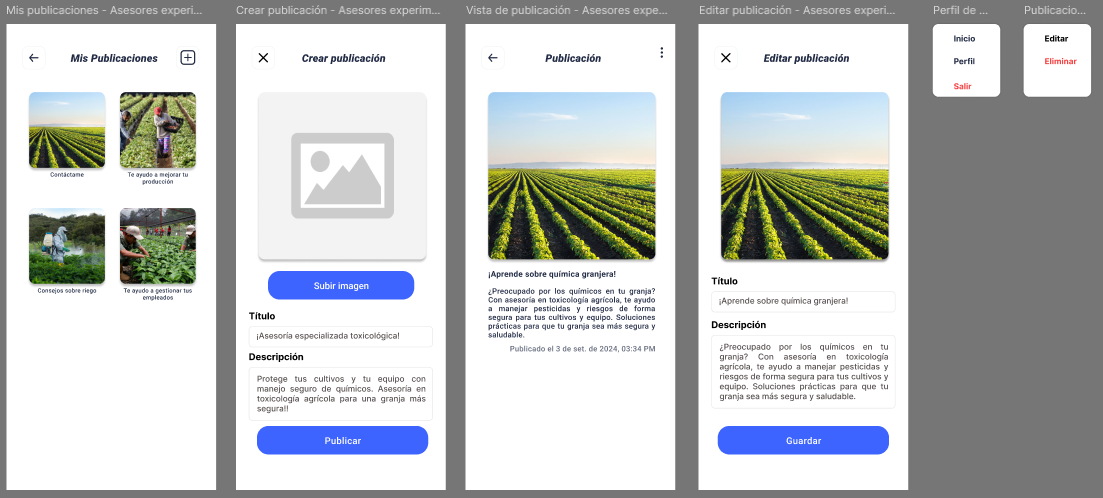 Mis publicaciones - Asesores experi...
Mis Publicaciones
Contáctame
Te ayudo a mejorar tu
producción
Consejos sobre riego
Te ayudo a gestionar tus
empleados
Crear publicación - Asesores experim...
Crear publicación
Subir imagen
Título
¡Asesoría especializada toxicológica!
Descripción
Protege tus cultivos y tu equipo con
manejo seguro de químicos. Asesoría en
toxicología agrícola para una granja más
segura!!
Publicar
Vista de publicación - Asesores expe...
Publicación
¡Aprende sobre química granjera!
¿Preocupado por los químicos en tu granja?
Con asesoría en toxicología agrícola, te ayudo
a manejar pesticidas y riesgos de forma
segura para tus cultivos y equipo. Soluciones
prácticas para que tu granja sea más segura y
saludable.
Publicado el 3 de set. de 2024, 03:34 PM
Editar publicación - Asesores experi...
Editar publicación
Título
¡Aprende sobre química granjera!
Descripción
¿Preocupado por los químicos en tu
granja? Con asesoría en toxicología
agrícola, te ayudo a manejar pesticidas y
riesgos de forma segura para tus cultivos y
equipo. Soluciones prácticas para que tu
granja sea más segura y saludable.
Guardar
Perfil de ...
Inicio
Perfil
Salir
Publicacio...
Editar
Eliminar